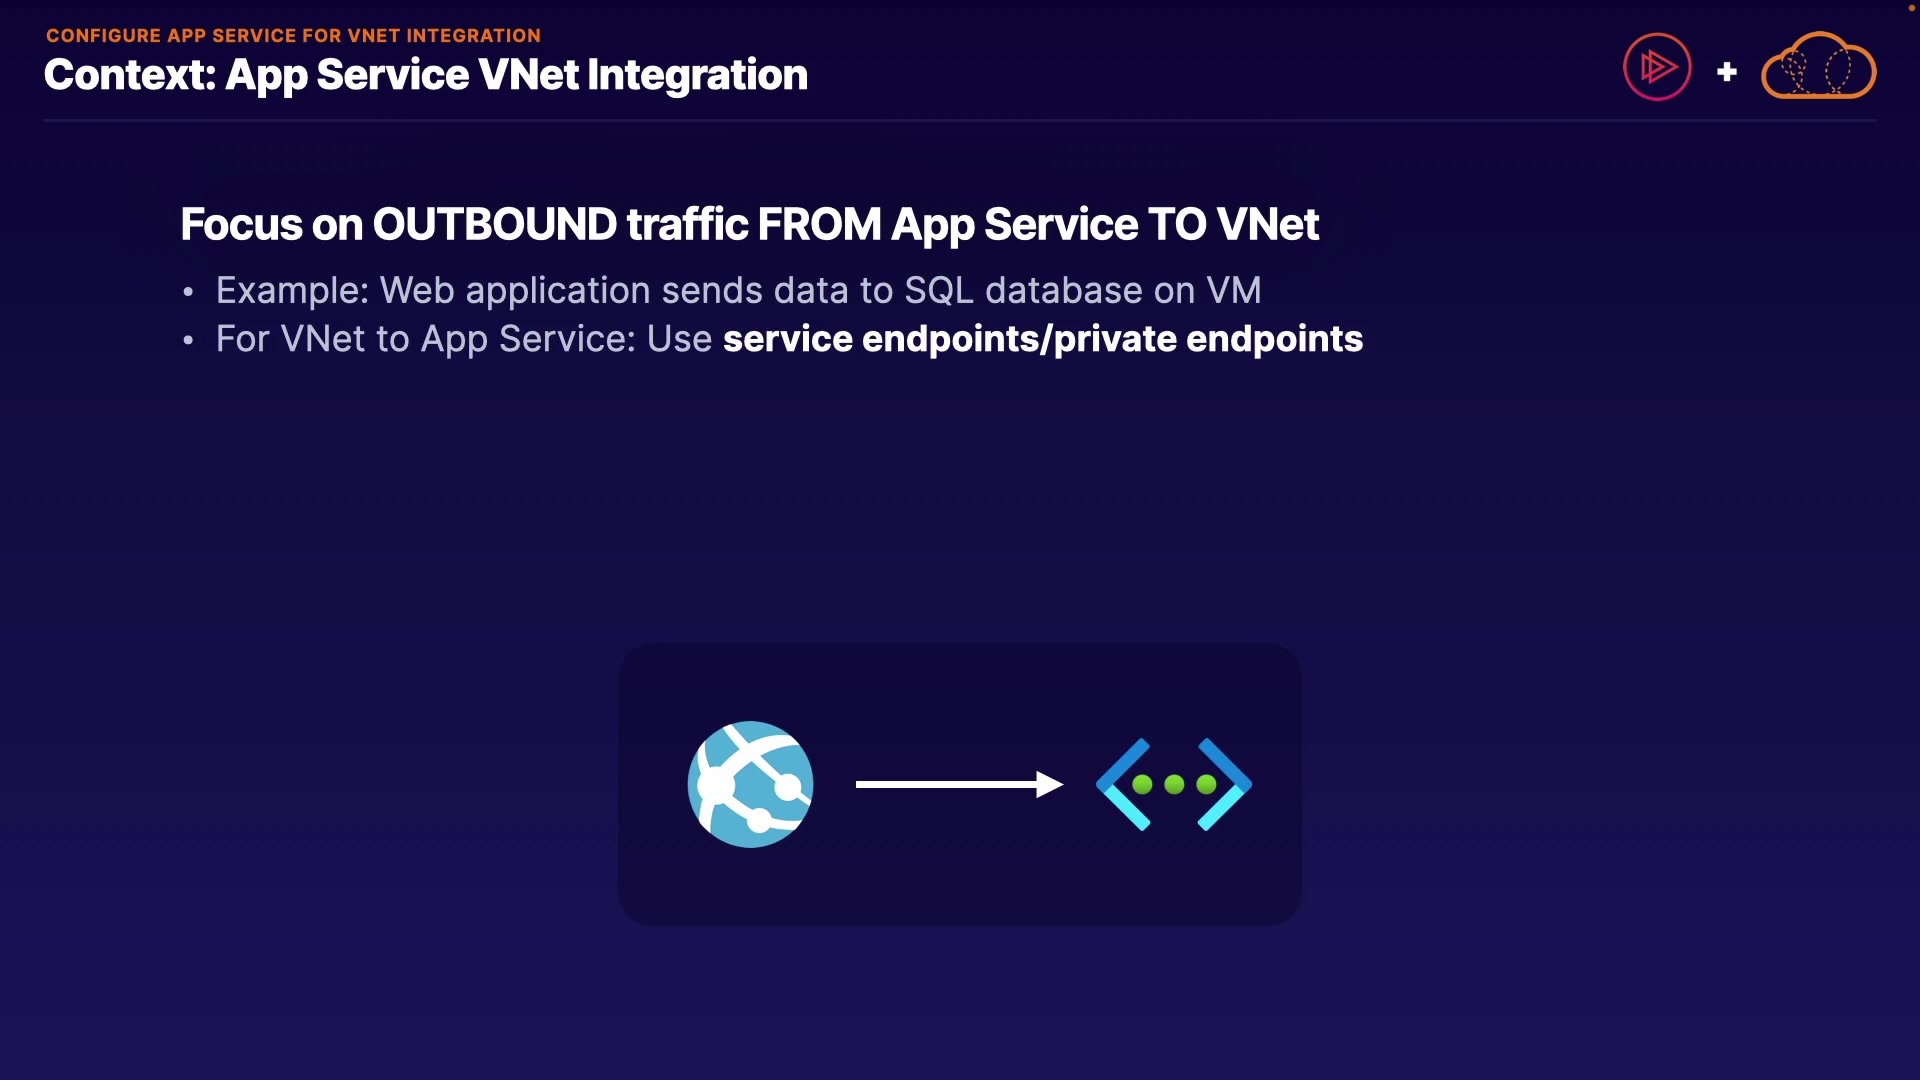 CONFIGURE APP SERVICE FOR VNET INTEGRATION
Context: App Service VNet Integration
+
Focus on OUTBOUND traffic FROM App Service TO VNet
• Example: Web application sends data to SQL database on VM
• For VNet to App Service: Use service endpoints/private endpoints